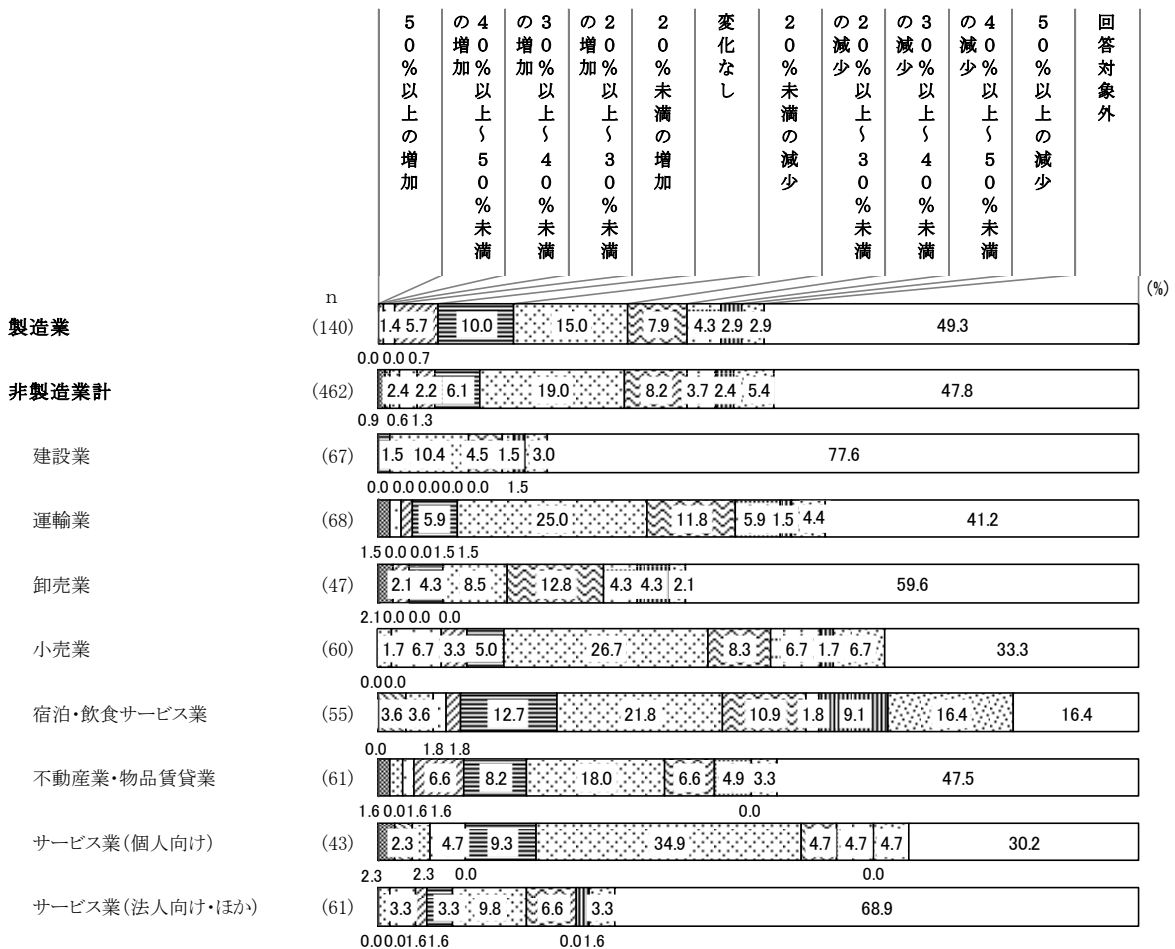 50%以上の増加
40%以上~50%未満
の増加
30%以上~40%未満
の増加
20%以上~30%未満
の増加
20%未満の増加
変化なし
20%未満の減少
20%以上~30%未満
の減少
30%以上~40%未満
の減少
40%以上~50%未満
の減少
50%以上の減少
回答対象外
n
(%)
製造業 (140) 1.4 5.7 10.0 15.0 7.9 4.3 2.9 2.9 49.3
0.0 0.0 0.7
非製造業計 (462) 2.4 2.2 6.1 19.0 8.2 3.7 2.4 5.4 47.8
0.9 0.6 1.3
建設業 (67) 1.5 10.4 4.5 1.5 3.0 77.6
0.0 0.0 0.0 0.0 0.0 1.5
運輸業 (68) 5.9 25.0 11.8 5.9 1.5 4.4 41.2
1.5 0.0 0.0 1.5 1.5
卸売業 (47) 2.1 4.3 8.5 12.8 4.3 4.3 2.1 59.6
2.1 0.0 0.0 0.0
小売業 (60) 1.7 6.7 3.3 5.0 26.7 8.3 6.7 1.7 6.7 33.3
0.0 0.0
宿泊・飲食サービス業 (55) 3.6 3.6 12.7 21.8 10.9 1.8 9.1 16.4 16.4
0.0 1.8 1.8
不動産業・物品賃貸業 (61) 6.6 8.2 18.0 6.6 4.9 3.3 47.5
1.6 0.0 1.6 1.6 0.0
サービス業(個人向け) (43) 2.3 4.7 9.3 34.9 4.7 4.7 4.7 30.2
2.3 2.3 0.0 0.0
サービス業(法人向け・ほか) (61) 3.3 3.3 9.8 6.6 3.3 68.9
0.0 0.0 1.6 1.6 0.0 1.6